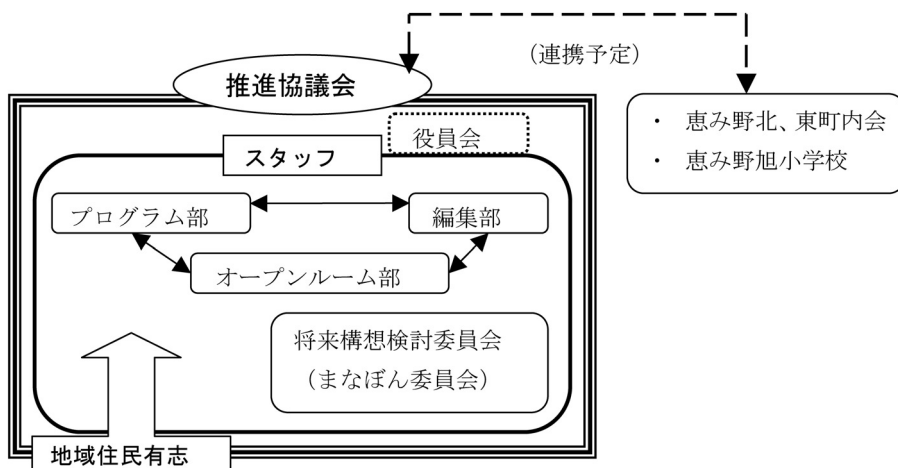 (連携予定)
推進協議会
役員会
・ 恵み野北、東町内会
・ 恵み野旭小学校
スタッフ
プログラム部
編集部
オープンルーム部
将来構想検討委員会
(まなぼん委員会)
地域住民有志